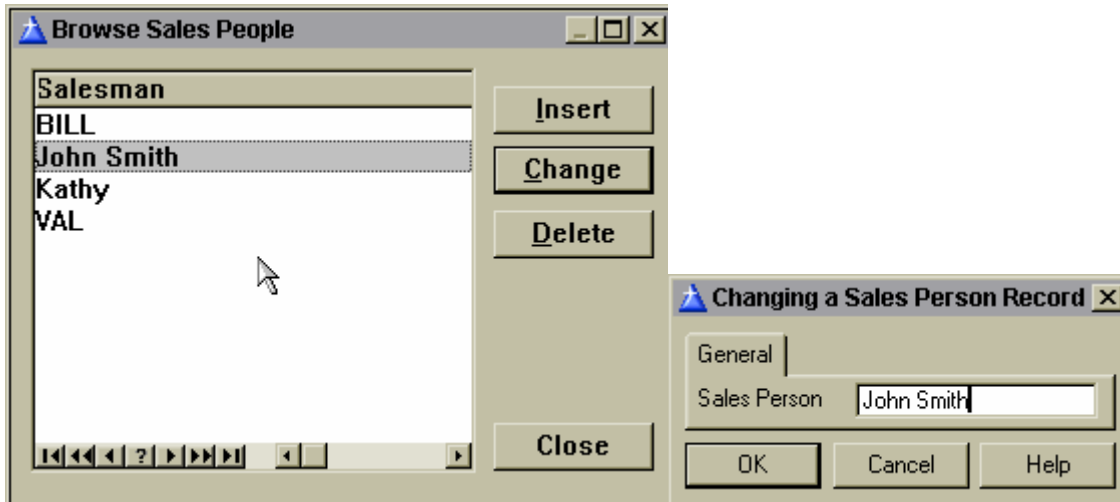 Browse Sales People
Salesman
BILL
John Smith
Kathy
VAL
Insert
Change
Delete
?
Close
Changing a Sales Person Record
General
Sales Person John Smith
OK Cancel Help